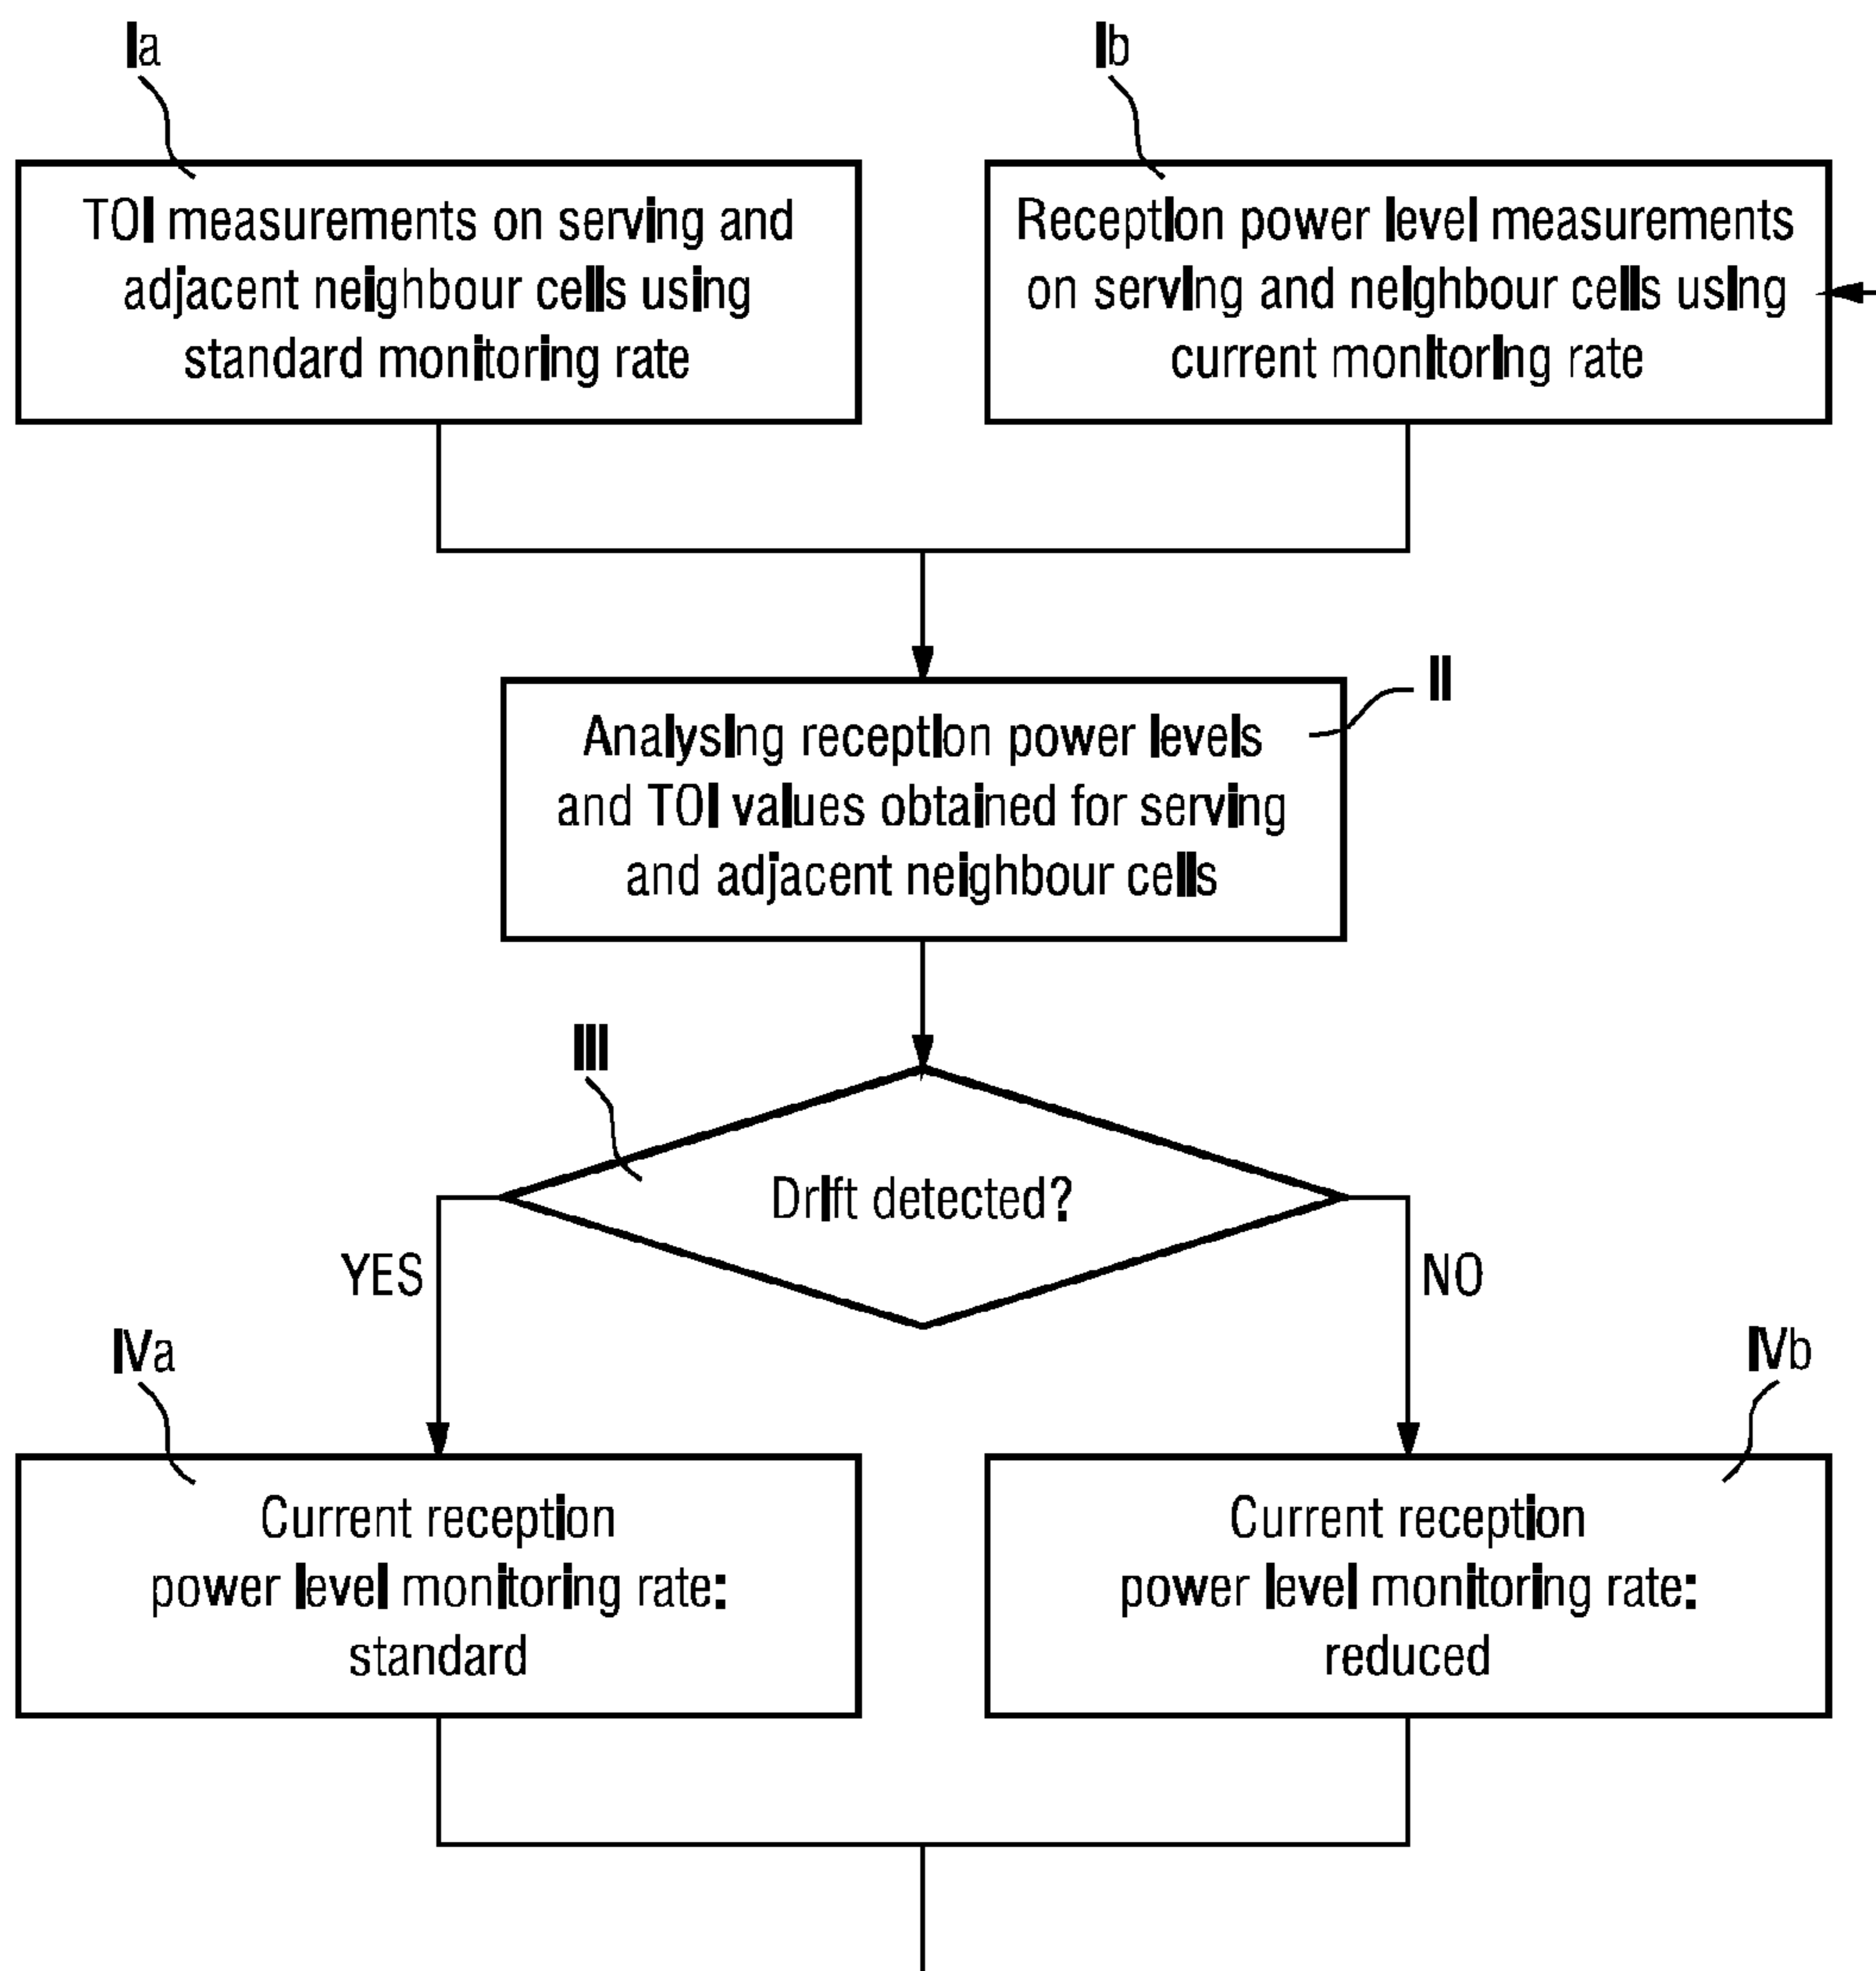 Ia
Ib
TOI measurements on serving and
adjacent neighbour cells using
standard monitoring rate
Reception power level measurements
on serving and neighbour cells using
current monitoring rate
II
Analysing reception power levels
and TOI values obtained for serving
and adjacent neighbour cells
III
Drift detected?
YES
NO
IVa
IVb
Current reception
power level monitoring rate:
standard
Current reception
power level monitoring rate:
reduced